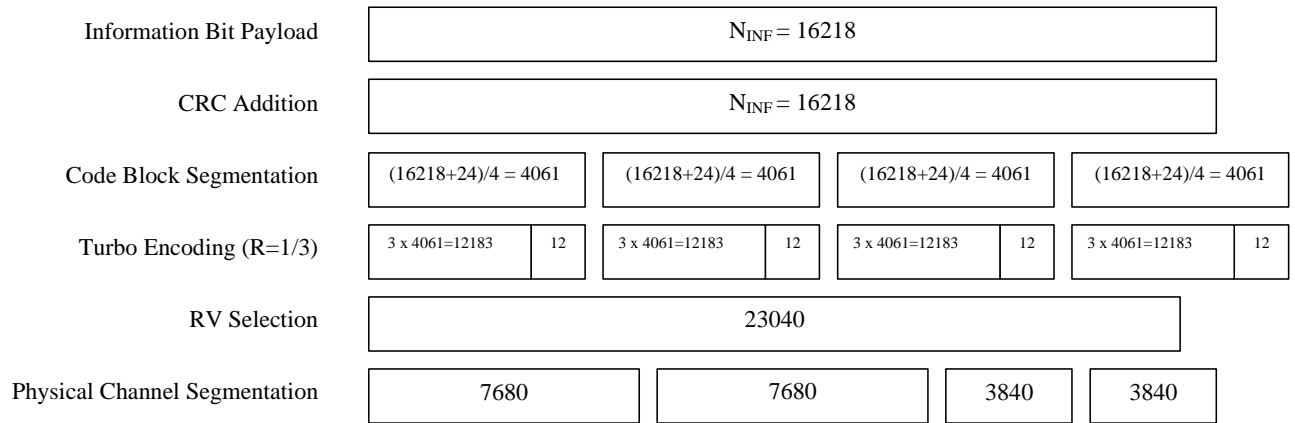 Information Bit Payload N_INF = 16218
CRC Addition N_INF = 16218
Code Block Segmentation (16218+24)/4 = 4061 (16218+24)/4 = 4061 (16218+24)/4 = 4061 (16218+24)/4 = 4061
Turbo Encoding (R=1/3) 3 x 4061=12183 12 3 x 4061=12183 12 3 x 4061=12183 12 3 x 4061=12183 12
RV Selection 23040
Physical Channel Segmentation 7680 7680 3840 3840